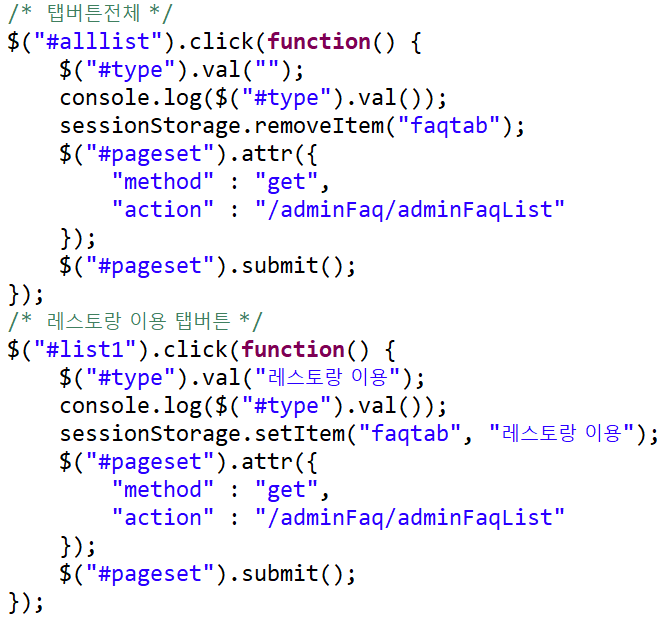 /* 탭버튼전체 */
$("#alllist").click(function() {
    $("#type").val("");
    console.log($("#type").val());
    sessionStorage.removeItem("faqtab");
    $("#pageset").attr({
        "method" : "get",
        "action" : "/adminFaq/adminFaqList"
    });
    $("#pageset").submit();
});
/* 레스토랑 이용 탭버튼 */
$("#list1").click(function() {
    $("#type").val("레스토랑 이용");
    console.log($("#type").val());
    sessionStorage.setItem("faqtab", "레스토랑 이용");
    $("#pageset").attr({
        "method" : "get",
        "action" : "/adminFaq/adminFaqList"
    });
    $("#pageset").submit();
});